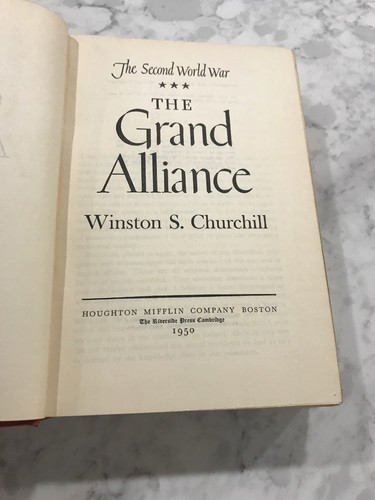 The Second World War
★★★
THE
Grand
Alliance
Winston S. Churchill
HOUGHTON MIFFLIN COMPANY BOSTON
The Riverside Press Cambridge
1950